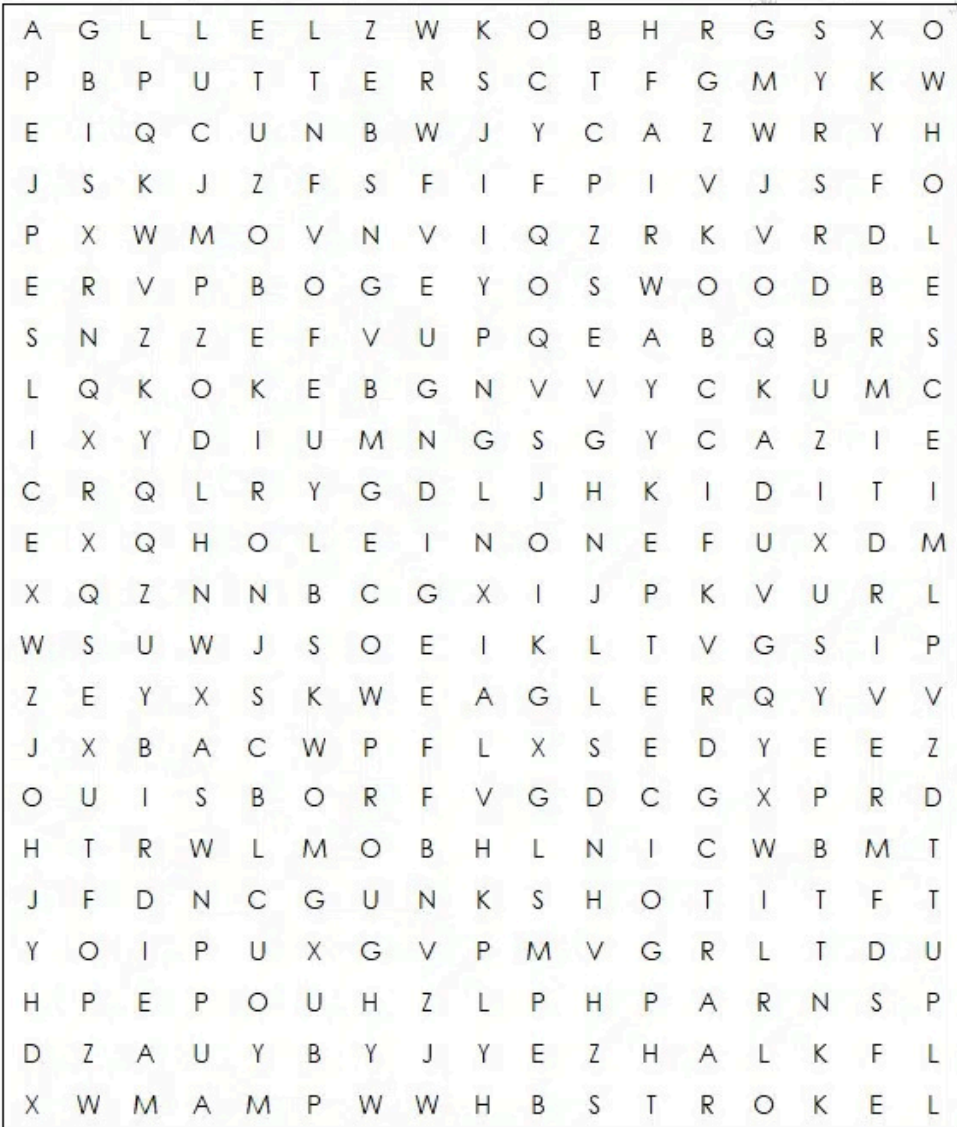 A G L L E L Z W K O B H R G S X O
P B P U T T E R S C T F G M Y K W
E I Q C U N B W J Y C A Z W R Y H
J S K J Z F S F I F P I V J S F O
P X W M O V N V I Q Z R K V R D L
E R V P B O G E Y O S W O O D B E
S N Z Z E F V U P Q E A B Q B R S
L Q K O K E B G N V V Y C K U M C
I X Y D I U M N G S G Y C A Z I E
C R Q L R Y G D L J H K I D I T I
E X Q H O L E I N O N E F U X D M
X Q Z N N B C G X I J P K V U R L
W S U W J S O E I K L T V G S I P
Z E Y X S K W E A G L E R Q Y V V
J X B A C W P F L X S E D Y E E Z
O U I S B O R F V G D C G X P R D
H T R W L M O B H L N I C W B M T
J F D N C G U N K S H O T I T F T
Y O I P U X G V P M V G R L T D U
H P E P O U H Z L P H P A R N S P
D Z A U Y B Y J Y E Z H A L K F L
X W M A M P W W H B S T R O K E L